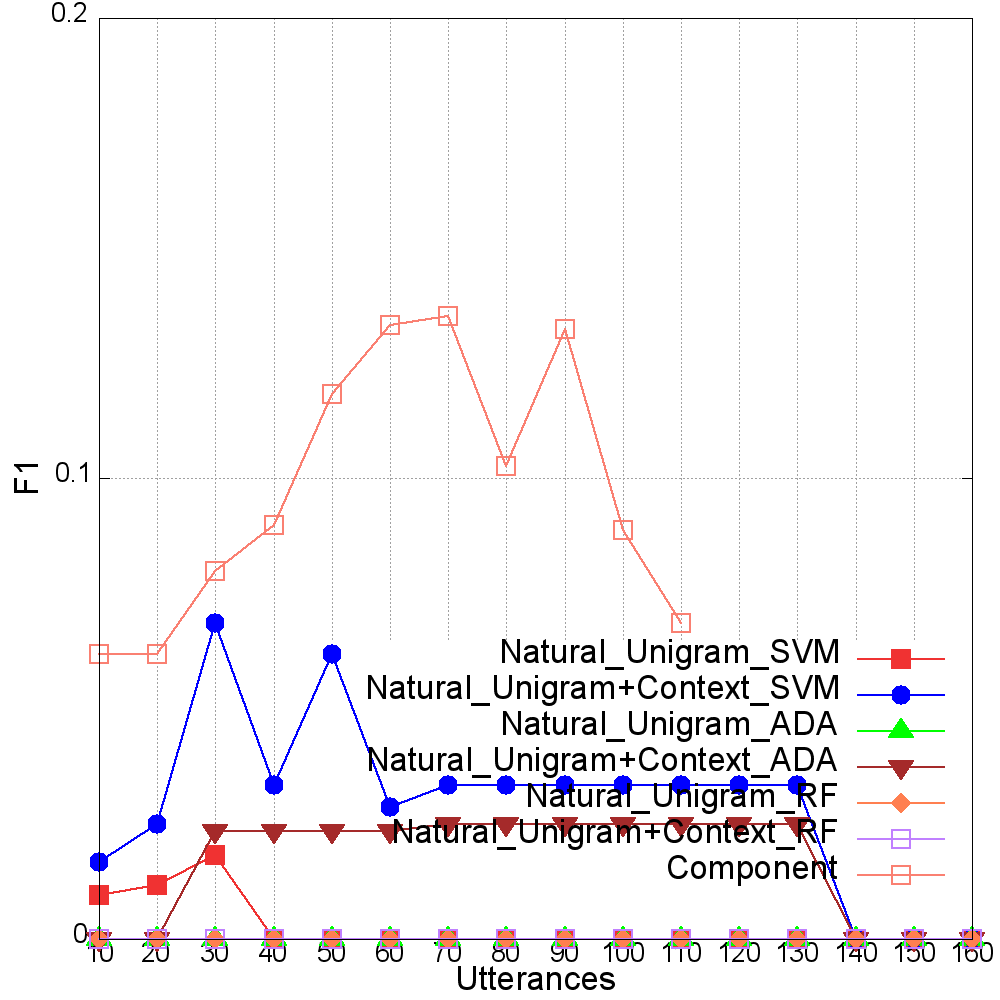 0.2
0.1
0
F1
Natural_Unigram_SVM
Natural_Unigram+Context_SVM
Natural_Unigram_ADA
Natural_Unigram+Context_ADA
Natural_Unigram_RF
Natural_Unigram+Context_RF
Component
10 20 30 40 50 60 70 80 90 100 110 120 130 140 150 160
Utterances